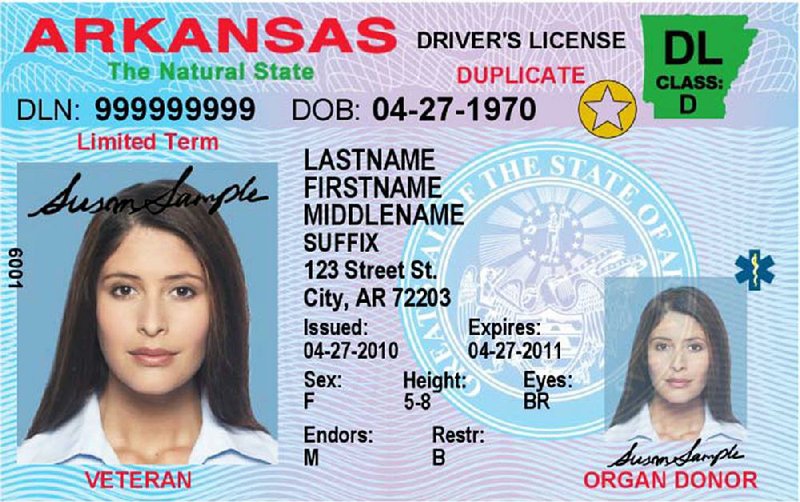 ARKANSAS DRIVER'S LICENSE
The Natural State DUPLICATE
DL
CLASS:
D
DLN: 999999999 DOB: 04-27-1970
Limited Term
Susan Sample
6001
LASTNAME
FIRSTNAME
MIDDLENAME
SUFFIX
123 Street St.
City, AR 72203
Issued: Expires:
04-27-2010 04-27-2011
Sex: Height: Eyes:
F 5-8 BR
Endors: Restr:
M B
SEAL OF THE STATE OF
Susan Sample
VETERAN
ORGAN DONOR